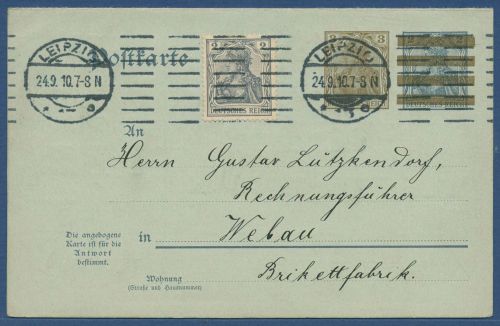 LEIPZIG
24.9.10.7-8 N
Postkarte
2
DEUTSCHES REICH
LEIPZIG
24.9.10.7-8 N
3
2
An
Herrn Gustav Lützkendorf,
Rechnungsführer
Die angebogene
Karte ist für die
Antwort
bestimmt.
in Webau
Brikettfabrik.
Wohnung
(Straße und Hausnummer)